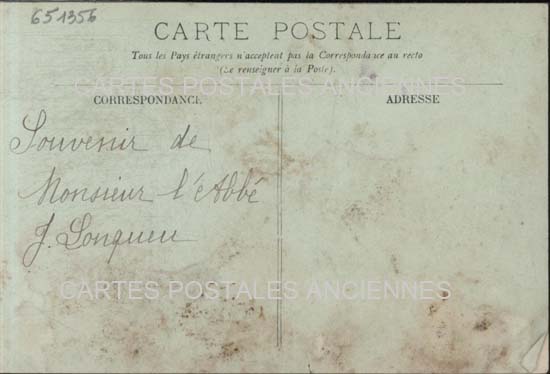 651356
CARTE POSTALE
Tous les Pays étrangers n'acceptent pas la Correspondance au recto
(Se renseigner à la Poste).
CARTES POSTALES ANCIENNES
CORRESPONDANCE
ADRESSE
Souvenir de
Monsieur l'Abbé
J. Longueu
CARTES POSTALES ANCIENNES